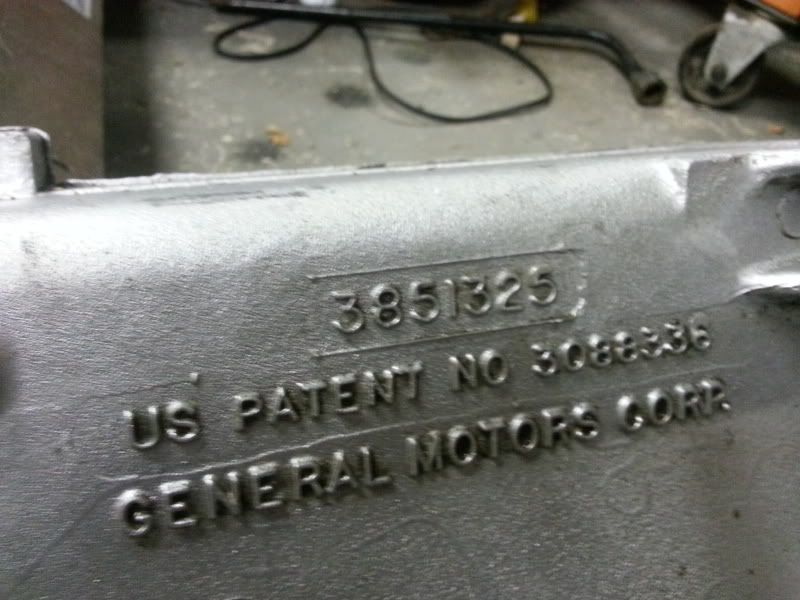 3851325
US PATENT NO 3088336
GENERAL MOTORS CORP.